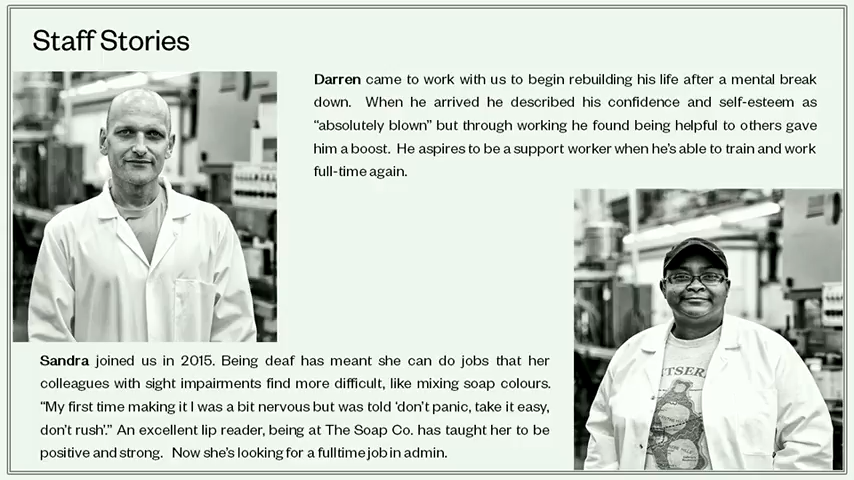 Staff Stories
Darren came to work with us to begin rebuilding his life after a mental break
down. When he arrived he described his confidence and self-esteem as
“absolutely blown” but through working he found being helpful to others gave
him a boost. He aspires to be a support worker when he’s able to train and work
full-time again.
Sandra joined us in 2015. Being deaf has meant she can do jobs that her
colleagues with sight impairments find more difficult, like mixing soap colours.
“My first time making it I was a bit nervous but was told ‘don’t panic, take it easy,
don’t rush’.” An excellent lip reader, being at The Soap Co. has taught her to be
positive and strong. Now she’s looking for a fulltime job in admin.